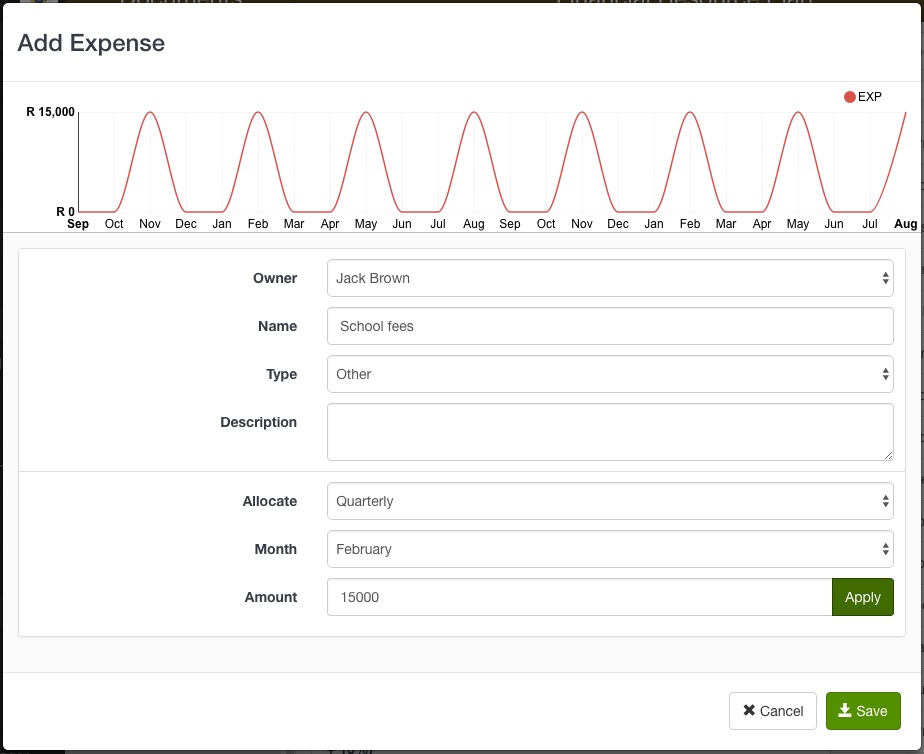 Add Expense
EXP
R 15,000
R 0
Sep Oct Nov Dec Jan Feb Mar Apr May Jun Jul Aug Sep Oct Nov Dec Jan Feb Mar Apr May Jun Jul Aug
Owner Jack Brown
Name School fees
Type Other
Description
Allocate Quarterly
Month February
Amount 15000 Apply
Cancel Save